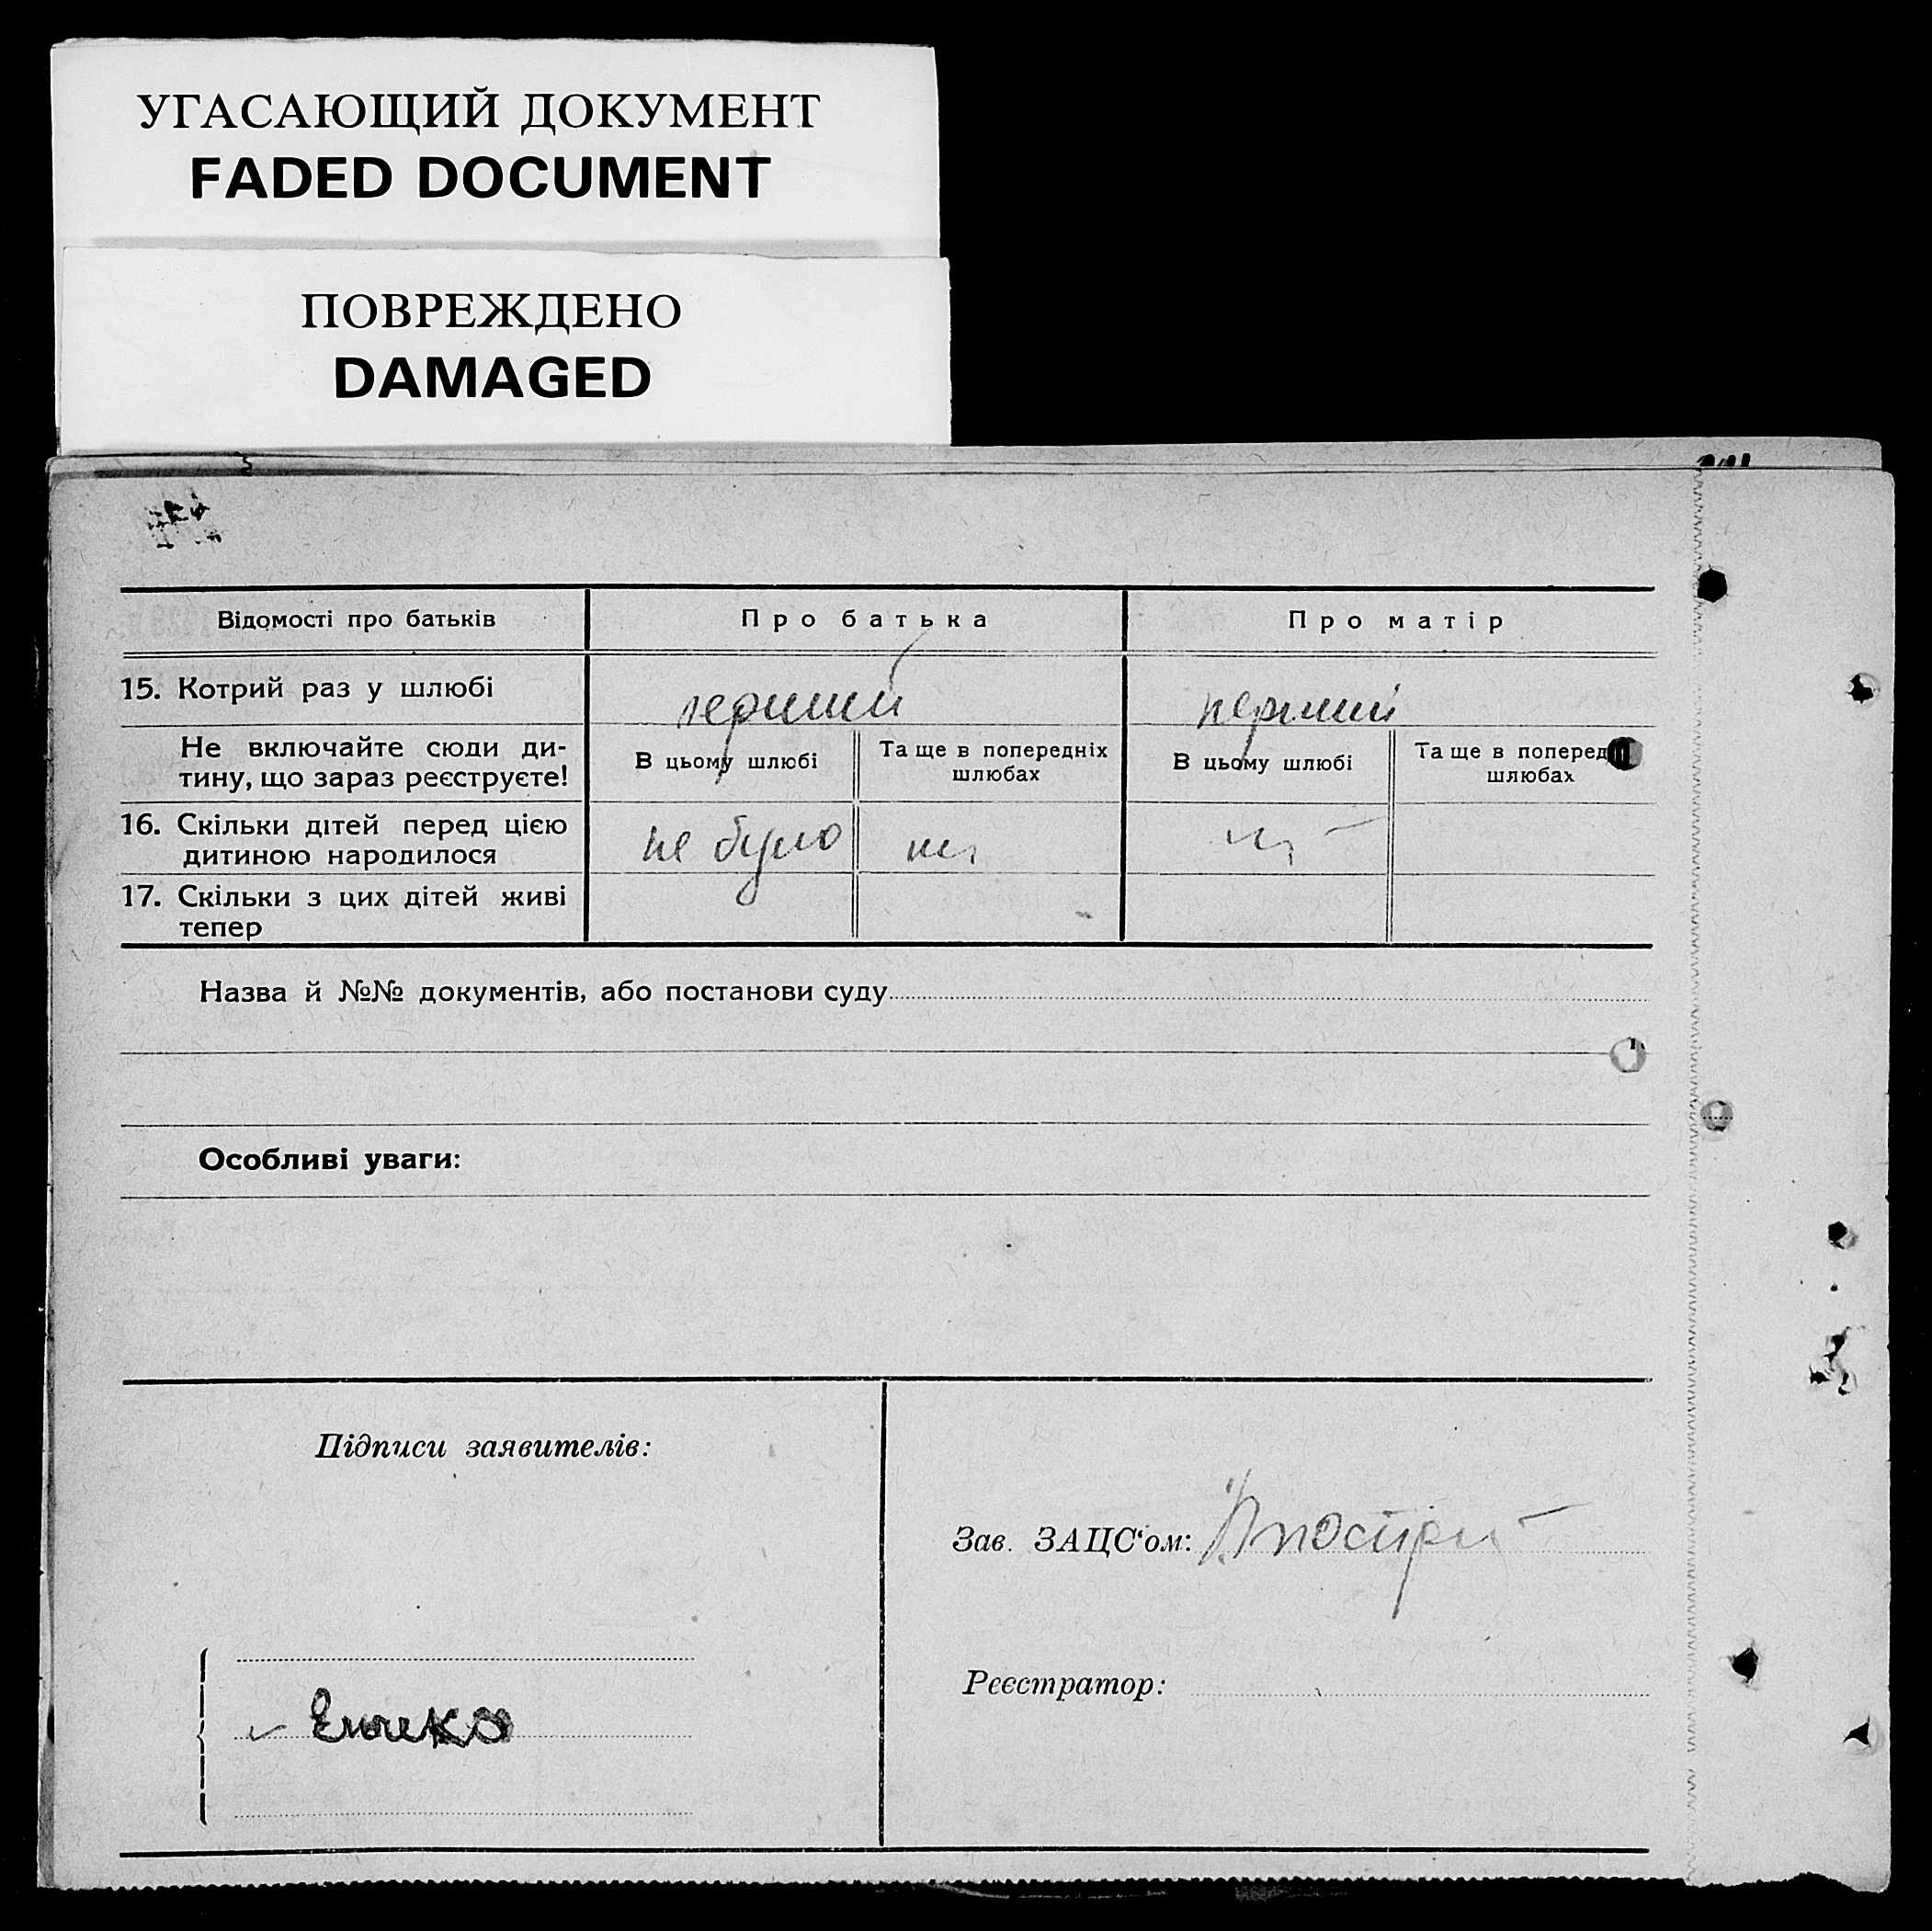 УГАСАЮЩИЙ ДОКУМЕНТ
FADED DOCUMENT
ПОВРЕЖДЕНО
DAMAGED
Відомості про батьків Про батька Про матір
15. Котрий раз у шлюбі перший перший
Не включайте сюди ди-
тину, що зараз реєструєте!
В цьому шлюбі Та ще в попередніх
шлюбах
В цьому шлюбі Та ще в поперед
шлюбах
16. Скільки дітей перед цією
дитиною народилося
не було
17. Скільки з цих дітей живі
тепер
Назва й №№ документів, або постанови суду
Особливі уваги:
Підписи заявителів:
Зав. ЗАЦС‘ом:
Реєстратор: